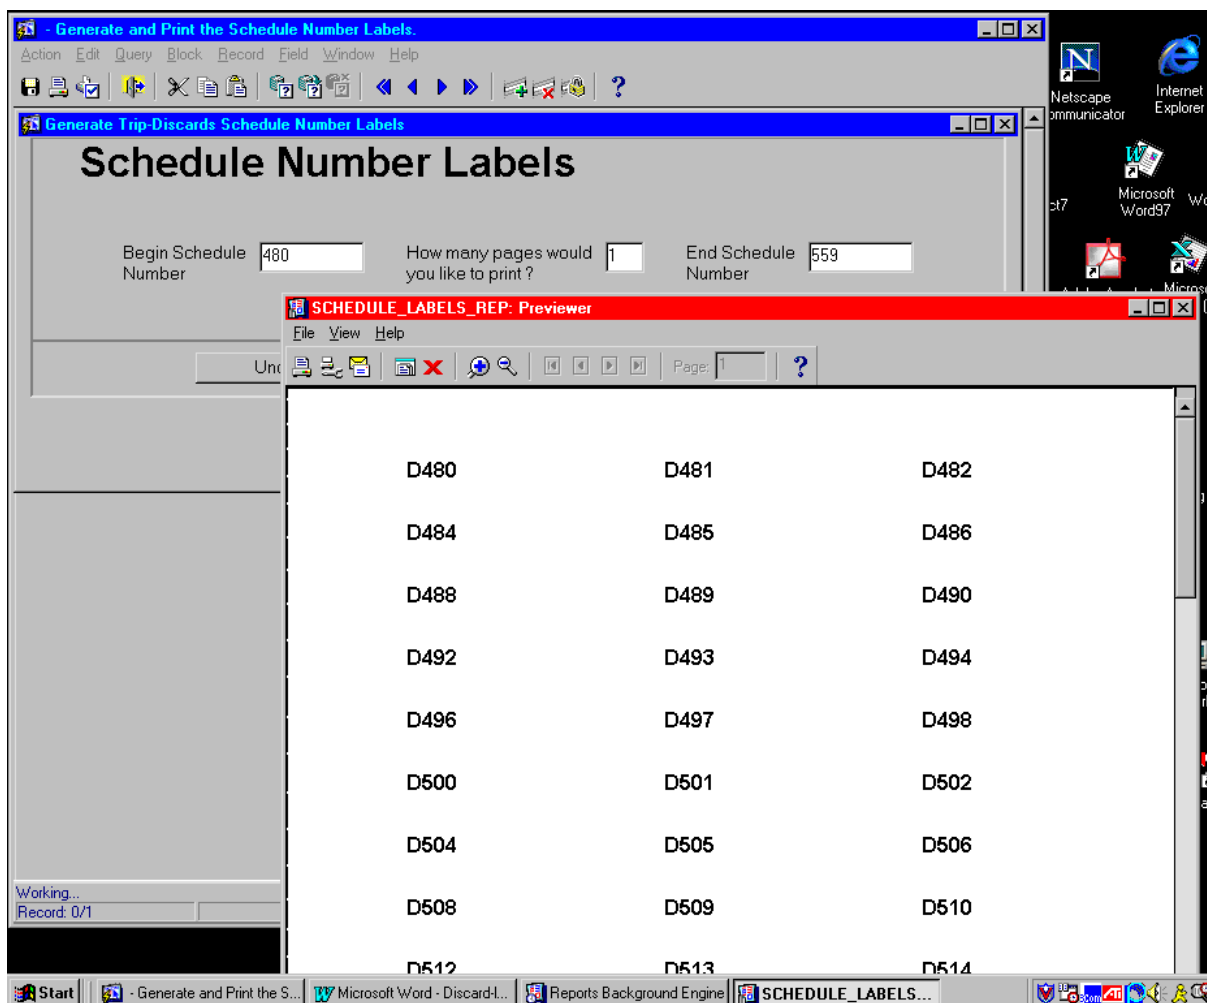 - Generate and Print the Schedule Number Labels.
Action Edit Query Block Record Field Window Help
Generate Trip-Discards Schedule Number Labels
Schedule Number Labels
Begin Schedule Number 480
How many pages would you like to print ? 1
End Schedule Number 559
SCHEDULE_LABELS_REP: Previewer
File View Help
Page: 1
D480 D481 D482
D484 D485 D486
D488 D489 D490
D492 D493 D494
D496 D497 D498
D500 D501 D502
D504 D505 D506
D508 D509 D510
D512 D513 D514
Working...
Record: 0/1
Netscape
Internet
Explorer
Microsoft
Word97
Start - Generate and Print the S... Microsoft Word - Discard-I... Reports Background Engine SCHEDULE_LABELS...